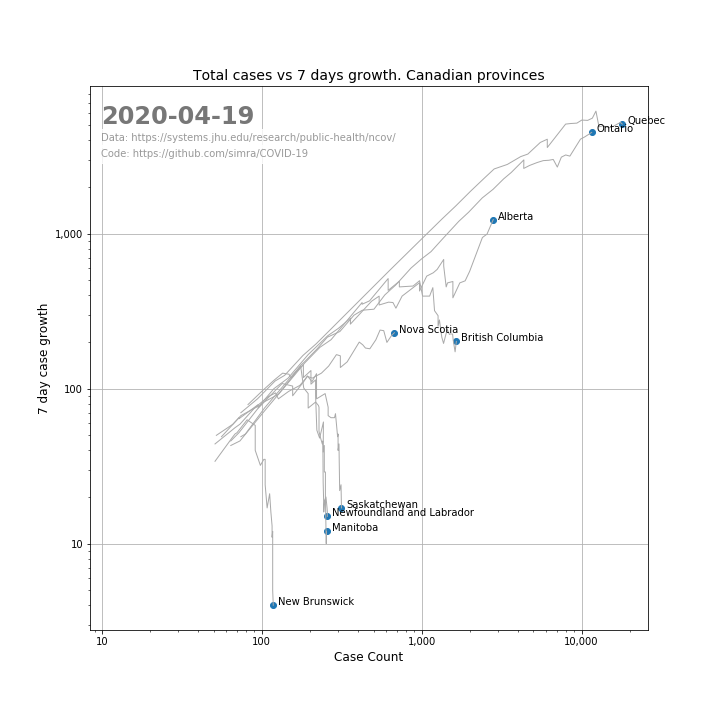 Total cases vs 7 days growth. Canadian provinces
2020-04-19
Data: https://systems.jhu.edu/research/public-health/ncov/
Code: https://github.com/simra/COVID-19
Quebec
Ontario
Alberta
Nova Scotia
British Columbia
Saskatchewan
Newfoundland and Labrador
Manitoba
New Brunswick
1,000
100
10
7 day case growth
10
100
1,000
10,000
Case Count